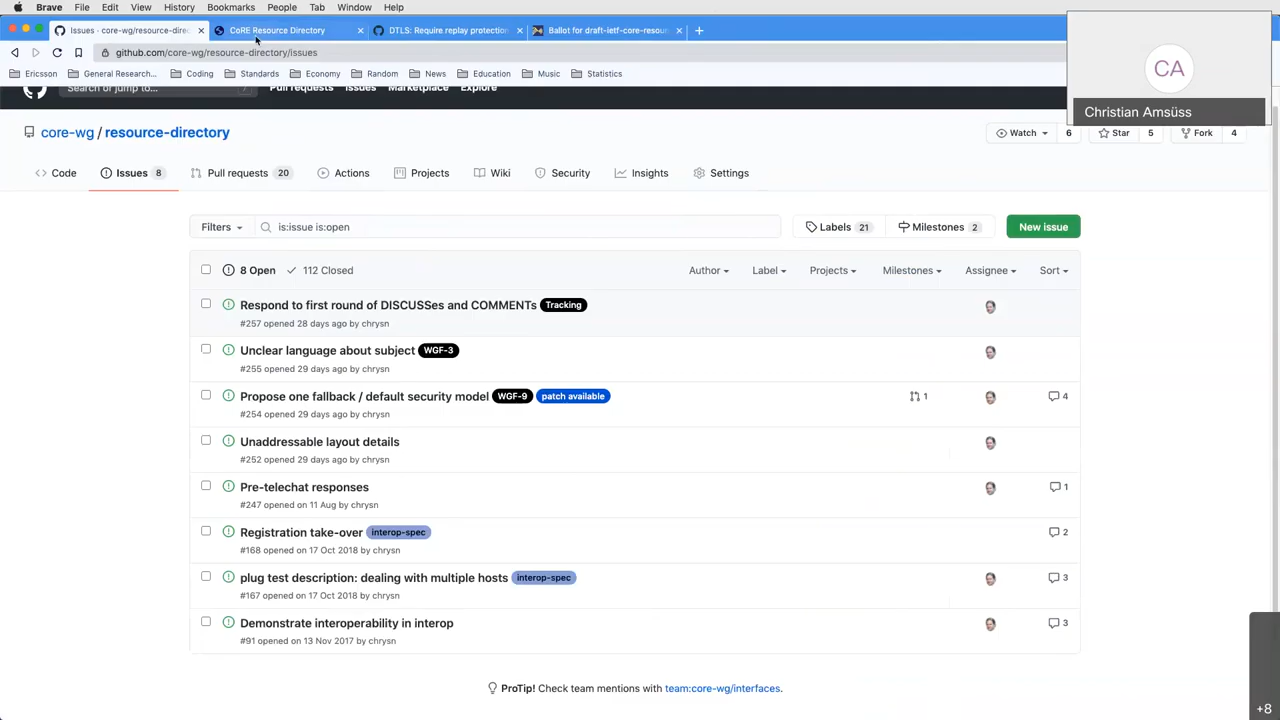 Brave File Edit View History Bookmarks People Tab Window Help
Issues · core-wg/resource-direc
CoRE Resource Directory
DTLS: Require replay protection
Ballot for draft-ietf-core-resou
github.com/core-wg/resource-directory/issues
Ericsson General Research... Coding Standards Economy Random News Education Music Statistics
Search or jump to... / Pull requests Issues Marketplace Explore
CA
Christian Amsüss
core-wg / resource-directory
Watch 6 Star 5 Fork 4
Code Issues 8 Pull requests 20 Actions Projects Wiki Security Insights Settings
Filters is:issue is:open Labels 21 Milestones 2 New issue
8 Open 112 Closed Author Label Projects Milestones Assignee Sort
Respond to first round of DISCUSSes and COMMENTs Tracking
#257 opened 28 days ago by chrysn
Unclear language about subject WGF-3
#255 opened 29 days ago by chrysn
Propose one fallback / default security model WGF-9 patch available 1 4
#254 opened 29 days ago by chrysn
Unaddressable layout details
#252 opened 29 days ago by chrysn
Pre-telechat responses 1
#247 opened on 11 Aug by chrysn
Registration take-over interop-spec 2
#168 opened on 17 Oct 2018 by chrysn
plug test description: dealing with multiple hosts interop-spec 3
#167 opened on 17 Oct 2018 by chrysn
Demonstrate interoperability in interop 3
#91 opened on 13 Nov 2017 by chrysn
ProTip! Check team mentions with team:core-wg/interfaces.
+8